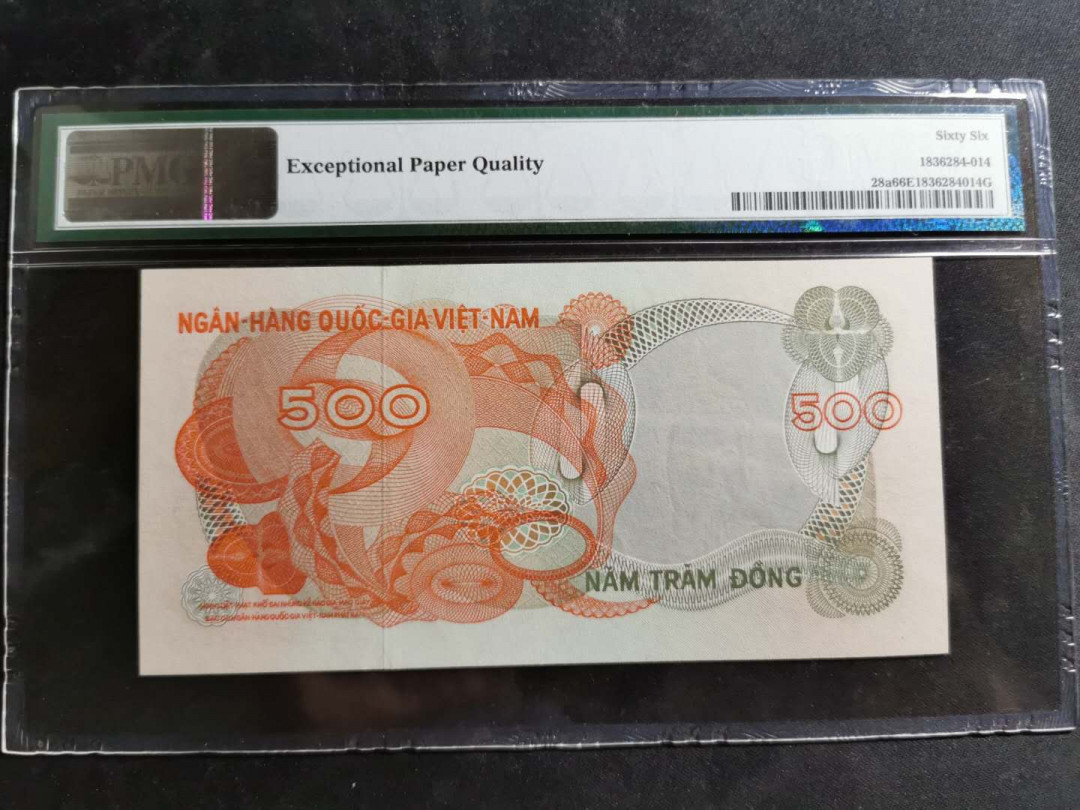 PMG
Exceptional Paper Quality
Sixty Six
1836284-014
28a66E1836284014G
NGÂN-HÀNG QUỐC-GIA VIỆT-NAM
500
500
NĂM TRĂM ĐỒNG